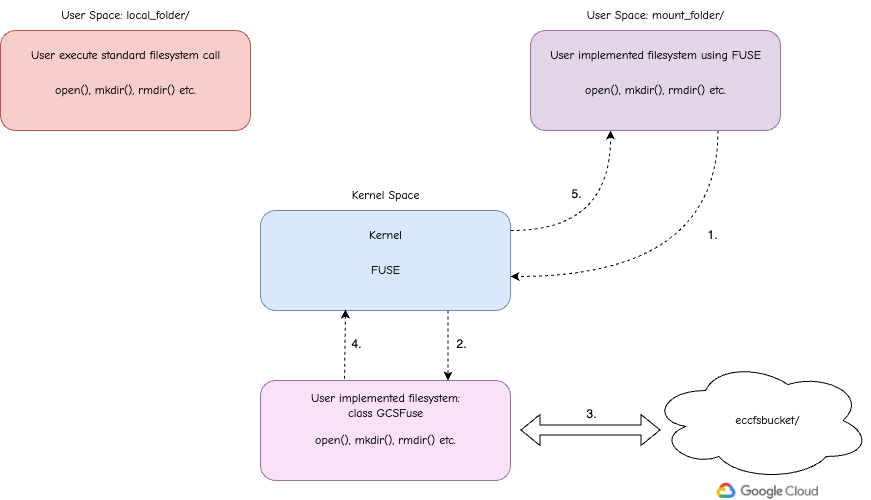 User Space: local_folder/
User execute standard filesystem call
open(), mkdir(), rmdir() etc.
User Space: mount_folder/
User implemented filesystem using FUSE
open(), mkdir(), rmdir() etc.
5.
1.
Kernel Space
Kernel
FUSE
4.
2.
User implemented filesystem:
class GCSFuse
open(), mkdir(), rmdir() etc.
3.
eccfsbucket/
Google Cloud